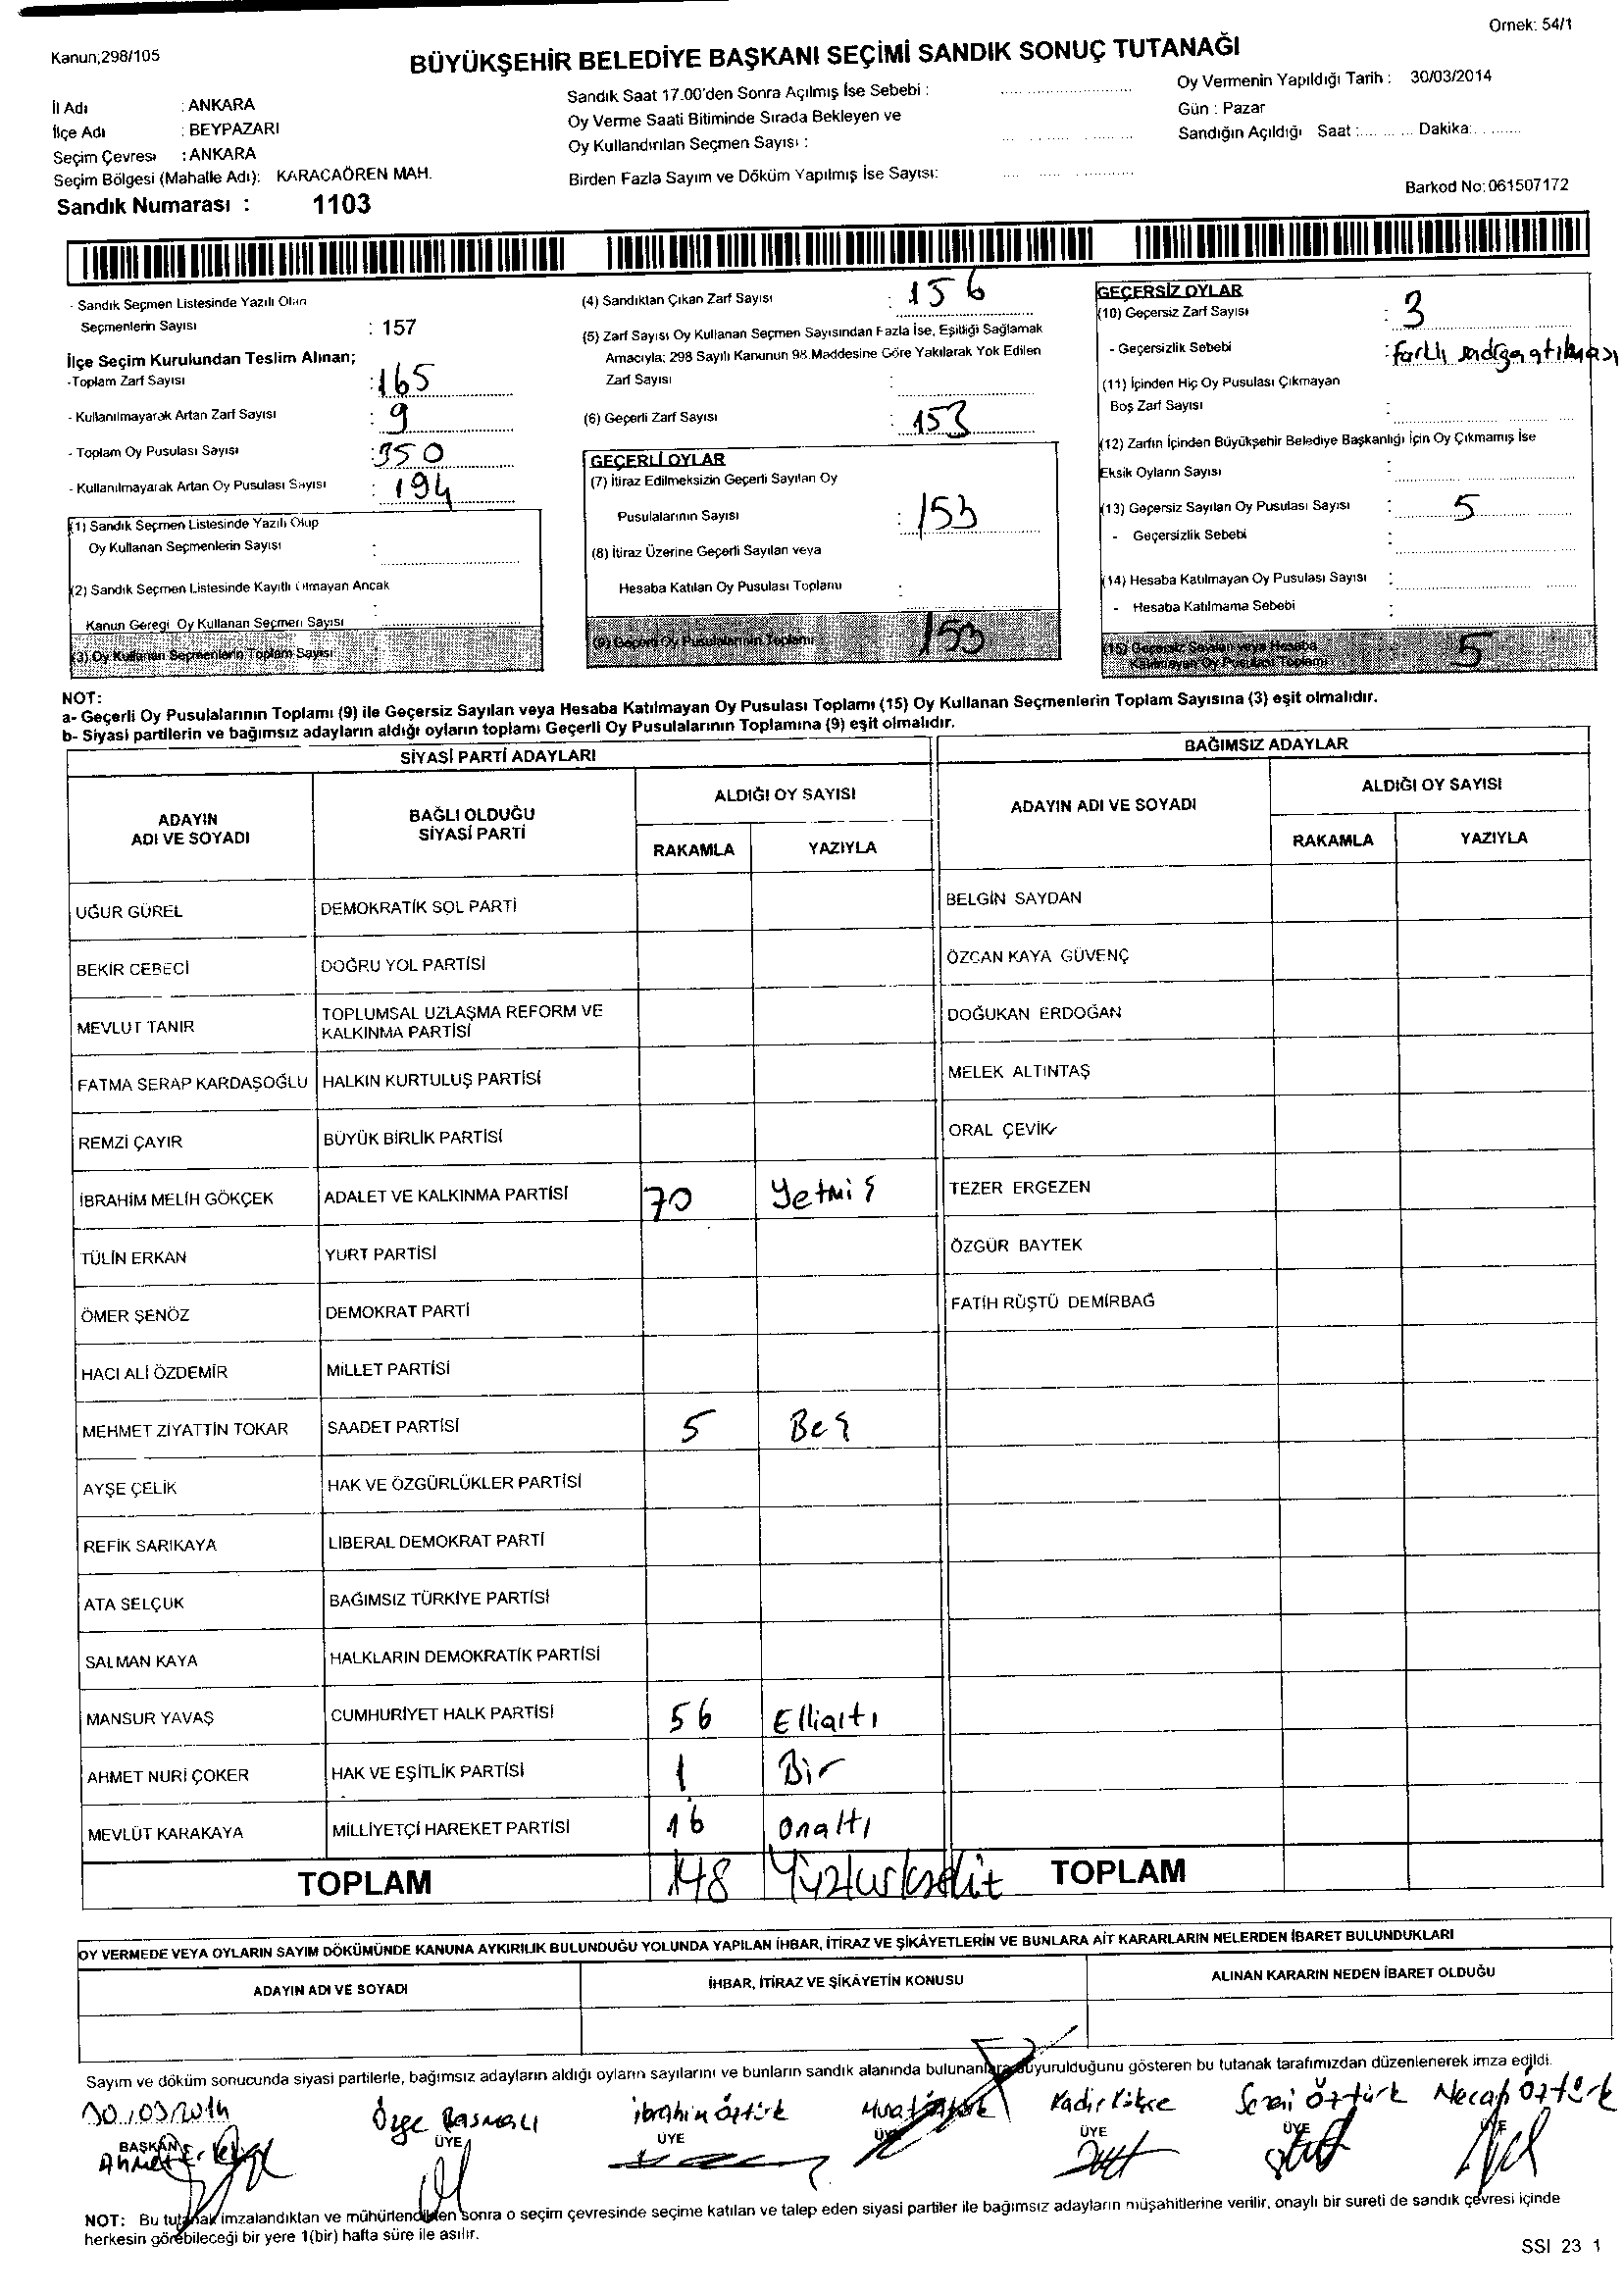 Örnek: 54/1
Kanun;298/105
BÜYÜKŞEHİR BELEDİYE BAŞKANI SEÇİMİ SANDIK SONUÇ TUTANAĞI
İl Adı : ANKARA
İlçe Adı : BEYPAZARI
Seçim Çevresi : ANKARA
Seçim Bölgesi (Mahalle Adı): KARACAÖREN MAH.
Sandık Numarası : 1103
Sandık Saat 17.00'den Sonra Açılmış İse Sebebi :
Oy Verme Saati Bitiminde Sırada Bekleyen ve
Oy Kullandırılan Seçmen Sayısı :
Birden Fazla Sayım ve Döküm Yapılmış İse Sayısı:
Oy Vermenin Yapıldığı Tarih : 30/03/2014
Gün : Pazar
Sandığın Açıldığı Saat :...... ... Dakika:. . .......
Barkod No:061507172
- Sandık Seçmen Listesinde Yazılı Olan
Seçmenlerin Sayısı : 157
İlçe Seçim Kurulundan Teslim Alınan;
-Toplam Zarf Sayısı : 165
- Kullanılmayarak Artan Zarf Sayısı : 9
- Toplam Oy Pusulası Sayısı : 350
- Kullanılmayarak Artan Oy Pusulası Sayısı : 194
(1) Sandık Seçmen Listesinde Yazılı Olup
Oy Kullanan Seçmenlerin Sayısı :
(2) Sandık Seçmen Listesinde Kayıtlı Olmayan Ancak
Kanun Gereği Oy Kullanan Seçmen Sayısı :
(3) Oy Kullanan Seçmenlerin Toplam Sayısı
(4) Sandıktan Çıkan Zarf Sayısı : 156
(5) Zarf Sayısı Oy Kullanan Seçmen Sayısından Fazla İse, Eşitliği Sağlamak
Amacıyla; 298 Sayılı Kanunun 98.Maddesine Göre Yakılarak Yok Edilen
Zarf Sayısı :
(6) Geçerli Zarf Sayısı : 153
GEÇERLİ OYLAR
(7) İtiraz Edilmeksizin Geçerli Sayılan Oy
Pusulalarının Sayısı : 153
(8) İtiraz Üzerine Geçerli Sayılan veya
Hesaba Katılan Oy Pusulası Toplamı :
(9) Geçerli Oy Pusulalarının Toplamı 153
GEÇERSİZ OYLAR
(10) Geçersiz Zarf Sayısı : 3
- Geçersizlik Sebebi : farklı sandığa atılması
(11) İçinden Hiç Oy Pusulası Çıkmayan
Boş Zarf Sayısı :
(12) Zarfın İçinden Büyükşehir Belediye Başkanlığı İçin Oy Çıkmamış İse
Eksik Oyların Sayısı :
(13) Geçersiz Sayılan Oy Pusulası Sayısı : 5
- Geçersizlik Sebebi :
(14) Hesaba Katılmayan Oy Pusulası Sayısı :
- Hesaba Katılmama Sebebi :
(15) Geçersiz Sayılan veya Hesaba
Katılmayan Oy Pusulası Toplamı 5
NOT:
a- Geçerli Oy Pusulalarının Toplamı (9) ile Geçersiz Sayılan veya Hesaba Katılmayan Oy Pusulası Toplamı (15) Oy Kullanan Seçmenlerin Toplam Sayısına (3) eşit olmalıdır.
b- Siyasi partilerin ve bağımsız adayların aldığı oyların toplamı Geçerli Oy Pusulalarının Toplamına (9) eşit olmalıdır.
SİYASİ PARTİ ADAYLARI BAĞIMSIZ ADAYLAR
ADAYIN ADI VE SOYADI BAĞLI OLDUĞU SİYASİ PARTİ ALDIĞI OY SAYISI ADAYIN ADI VE SOYADI ALDIĞI OY SAYISI
RAKAMLA YAZIYLA RAKAMLA YAZIYLA
UĞUR GÜREL DEMOKRATİK SOL PARTİ BELGİN SAYDAN
BEKİR CEBECİ DOĞRU YOL PARTİSİ ÖZCAN KAYA GÜVENÇ
MEVLUT TANIR TOPLUMSAL UZLAŞMA REFORM VE KALKINMA PARTİSİ DOĞUKAN ERDOĞAN
FATMA SERAP KARDAŞOĞLU HALKIN KURTULUŞ PARTİSİ MELEK ALTINTAŞ
REMZİ ÇAYIR BÜYÜK BİRLİK PARTİSİ ORAL ÇEVİK
İBRAHİM MELİH GÖKÇEK ADALET VE KALKINMA PARTİSİ 70 Yetmiş TEZER ERGEZEN
TÜLİN ERKAN YURT PARTİSİ ÖZGÜR BAYTEK
ÖMER ŞENÖZ DEMOKRAT PARTİ FATİH RÜŞTÜ DEMİRBAĞ
HACI ALİ ÖZDEMİR MİLLET PARTİSİ
MEHMET ZİYATTİN TOKAR SAADET PARTİSİ 5 Beş
AYŞE ÇELİK HAK VE ÖZGÜRLÜKLER PARTİSİ
REFİK SARIKAYA LİBERAL DEMOKRAT PARTİ
ATA SELÇUK BAĞIMSIZ TÜRKİYE PARTİSİ
SALMAN KAYA HALKLARIN DEMOKRATİK PARTİSİ
MANSUR YAVAŞ CUMHURİYET HALK PARTİSİ 56 Ellialtı
AHMET NURİ ÇOKER HAK VE EŞİTLİK PARTİSİ 1 Bir
MEVLÜT KARAKAYA MİLLİYETÇİ HAREKET PARTİSİ 16 Onaltı
TOPLAM 148 TOPLAM
OY VERMEDE VEYA OYLARIN SAYIM DÖKÜMÜNDE KANUNA AYKIRILIK BULUNDUĞU YOLUNDA YAPILAN İHBAR, İTİRAZ VE ŞİKÂYETLERİN VE BUNLARA AİT KARARLARIN NELERDEN İBARET BULUNDUKLARI
ADAYIN ADI VE SOYADI İHBAR, İTİRAZ VE ŞİKÂYETİN KONUSU ALINAN KARARIN NEDEN İBARET OLDUĞU
Sayım ve döküm sonucunda siyasi partilerle, bağımsız adayların aldığı oyların sayılarını ve bunların sandık alanında bulunanlara duyurulduğunu gösteren bu tutanak tarafımızdan düzenlenerek imza edildi.
30/03/2014 Özge Basmalı ibrahim öztürk Murat Kadir Kökçe Sezai Öztürk Necati Öztürk
BAŞKAN ÜYE ÜYE ÜYE ÜYE ÜYE ÜYE
Ahmet
NOT: Bu tutanak imzalandıktan ve mühürlendikten sonra o seçim çevresinde seçime katılan ve talep eden siyasi partiler ile bağımsız adayların müşahitlerine verilir, onaylı bir sureti de sandık çevresi içinde
herkesin görebileceği bir yere 1(bir) hafta süre ile asılır.
SSI 23 1